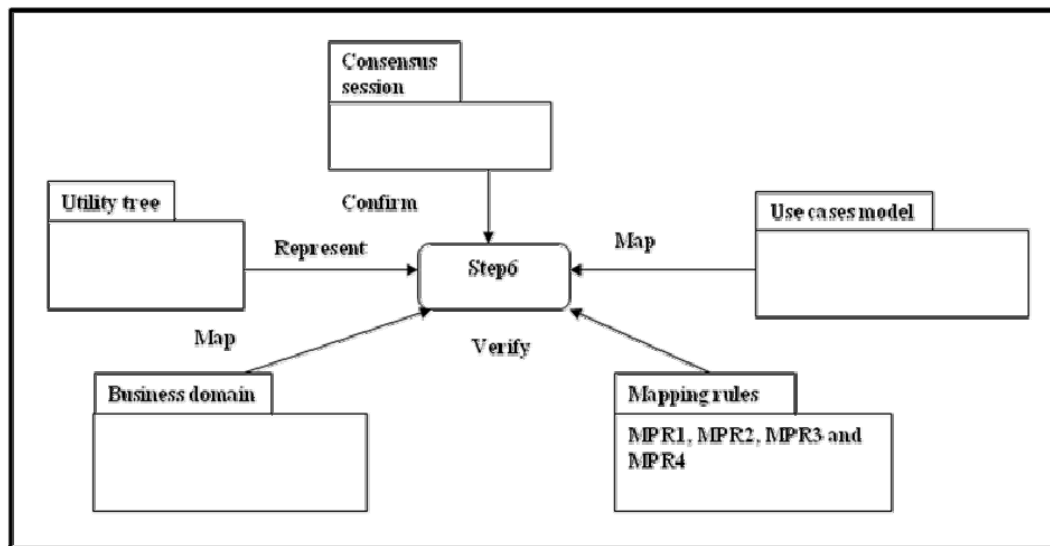 Consensus
session
Utility tree
Confirm
Use cases model
Represent
Map
Step6
Map
Verify
Business domain
Mapping rules
MPR1, MPR2, MPR3 and
MPR4